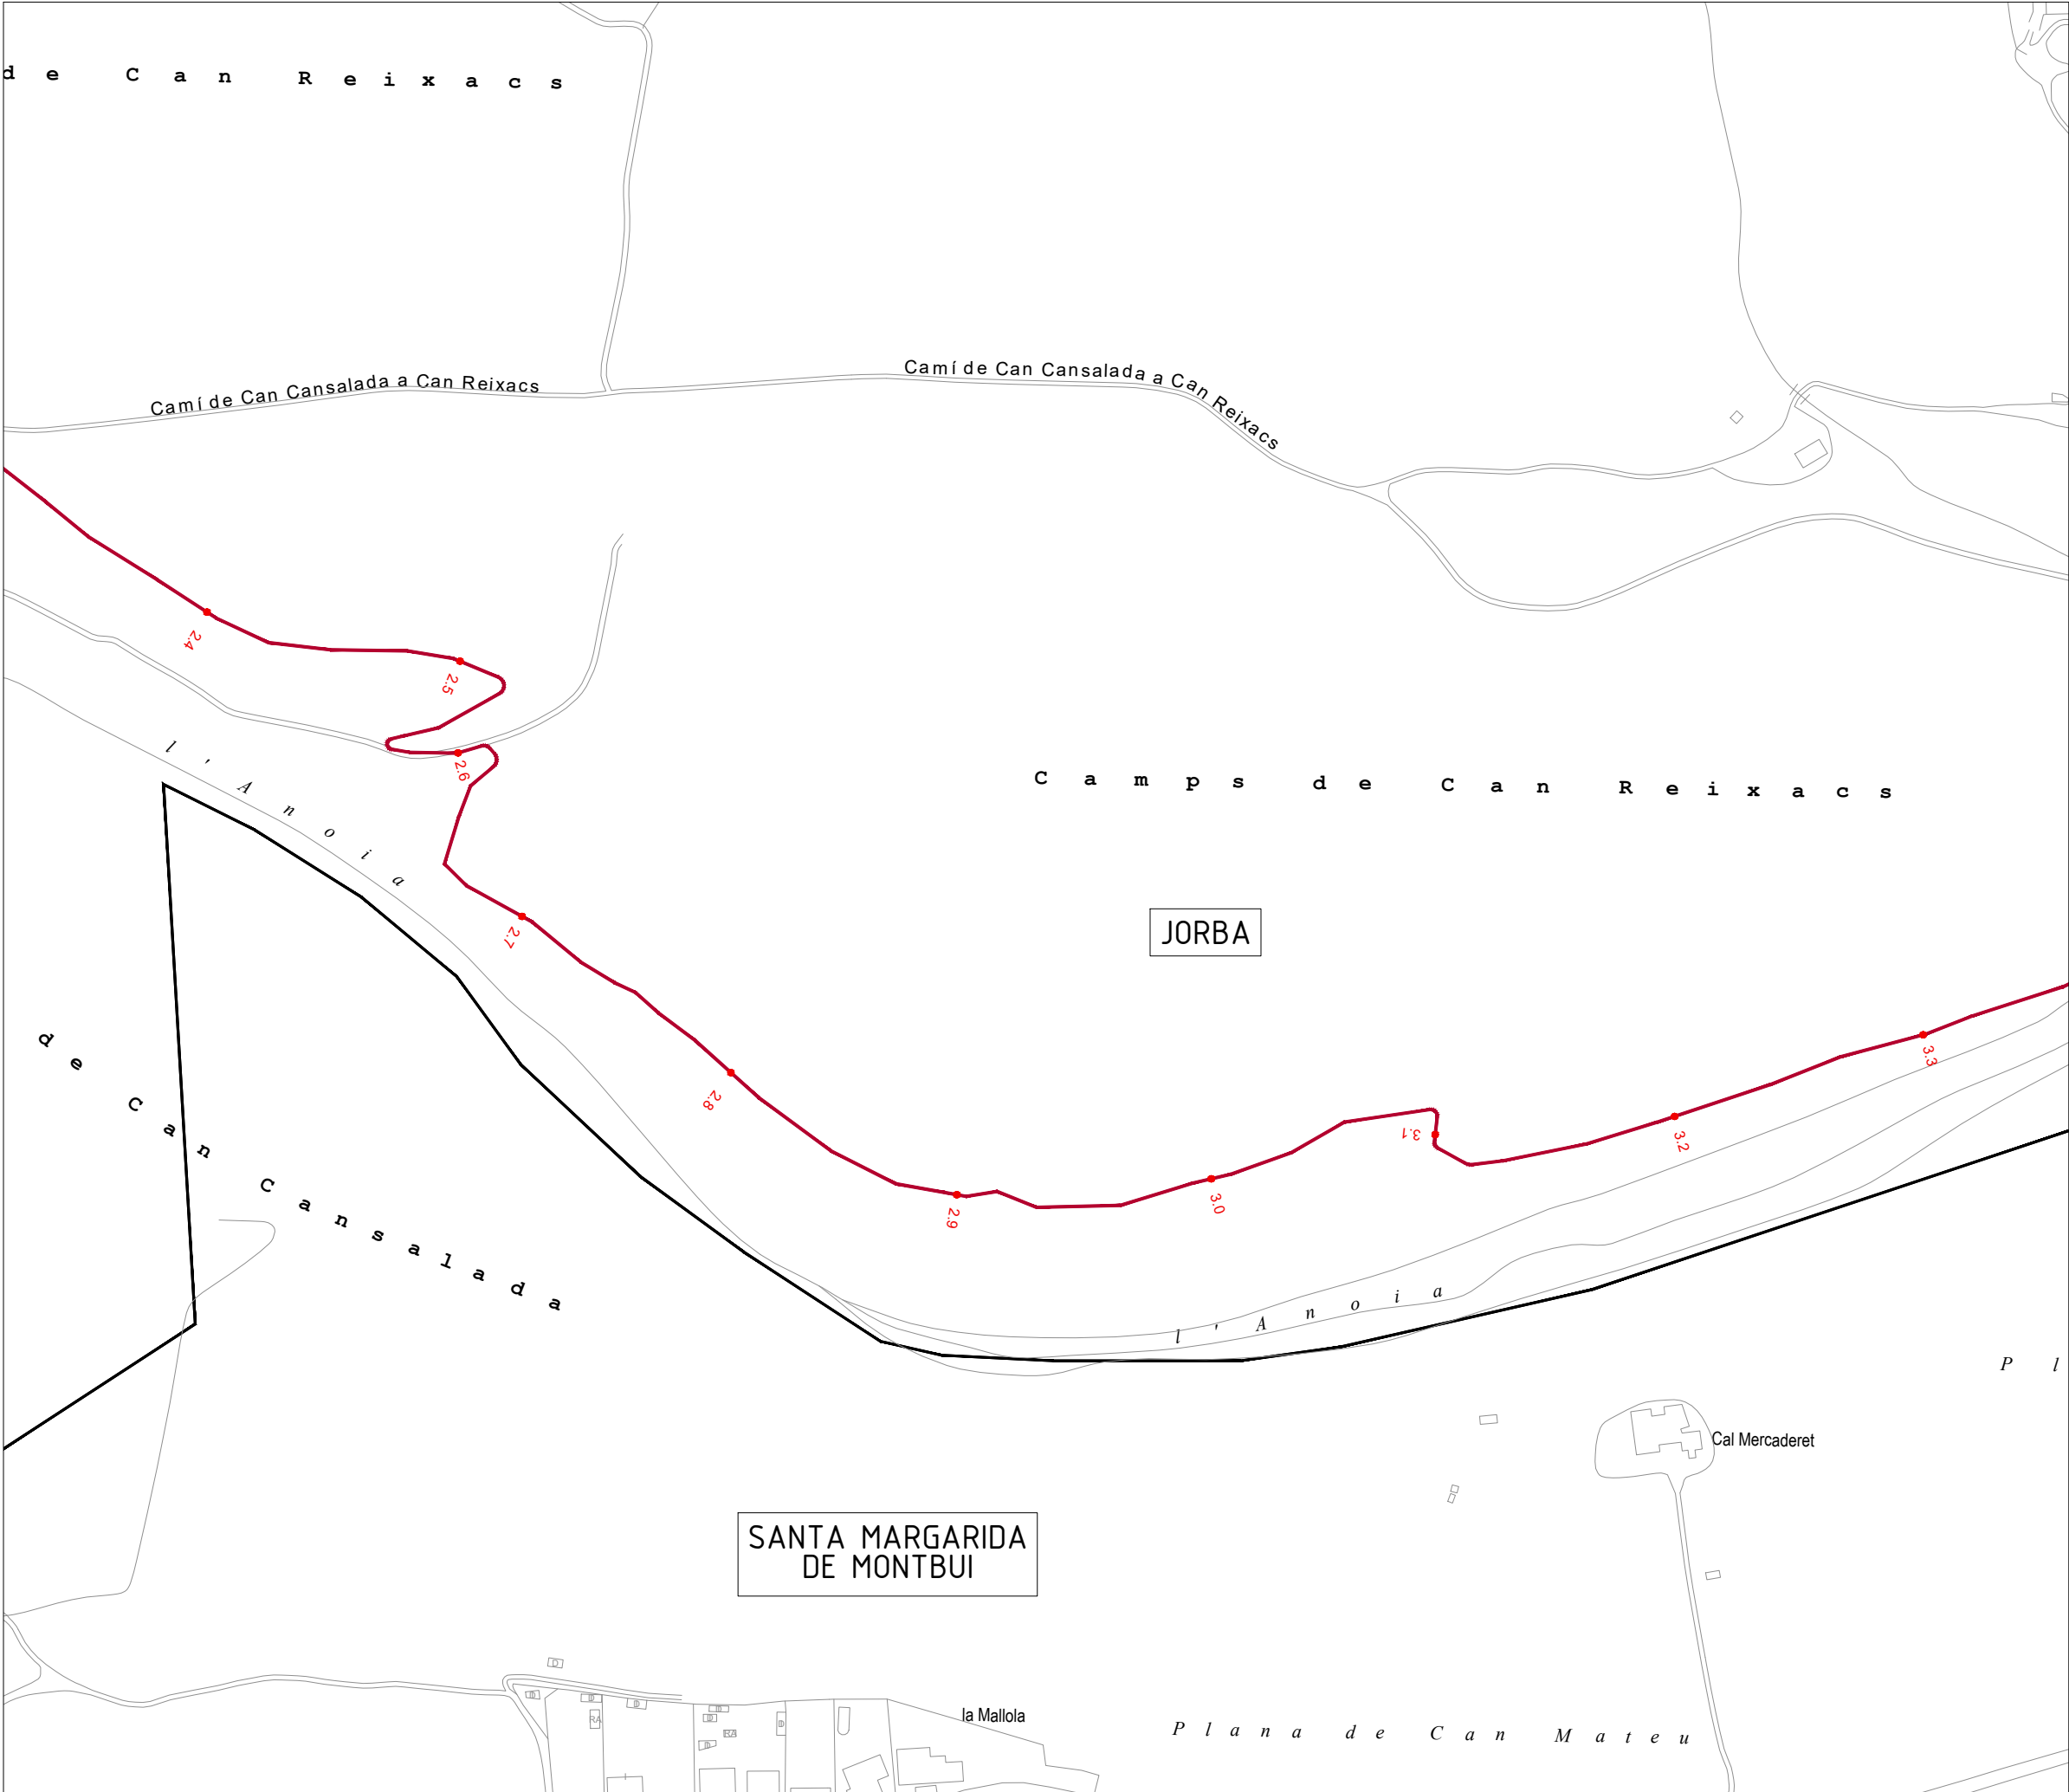 de Can Reixacs
Camí de Can Cansalada a Can Reixacs
Camí de Can Cansalada a Can Reixacs
2.4
2.5
2.6
l'Anoia
Camps de Can Reixacs
2.7
JORBA
de Can Cansalada
2.8
2.9
3.0
3.1
3.2
3.3
l'Anoia
Pl
Cal Mercaderet
SANTA MARGARIDA
DE MONTBUI
D
D
D
D
D
D
D
D
RA
RA
la Mallola
Plana de Can Mateu